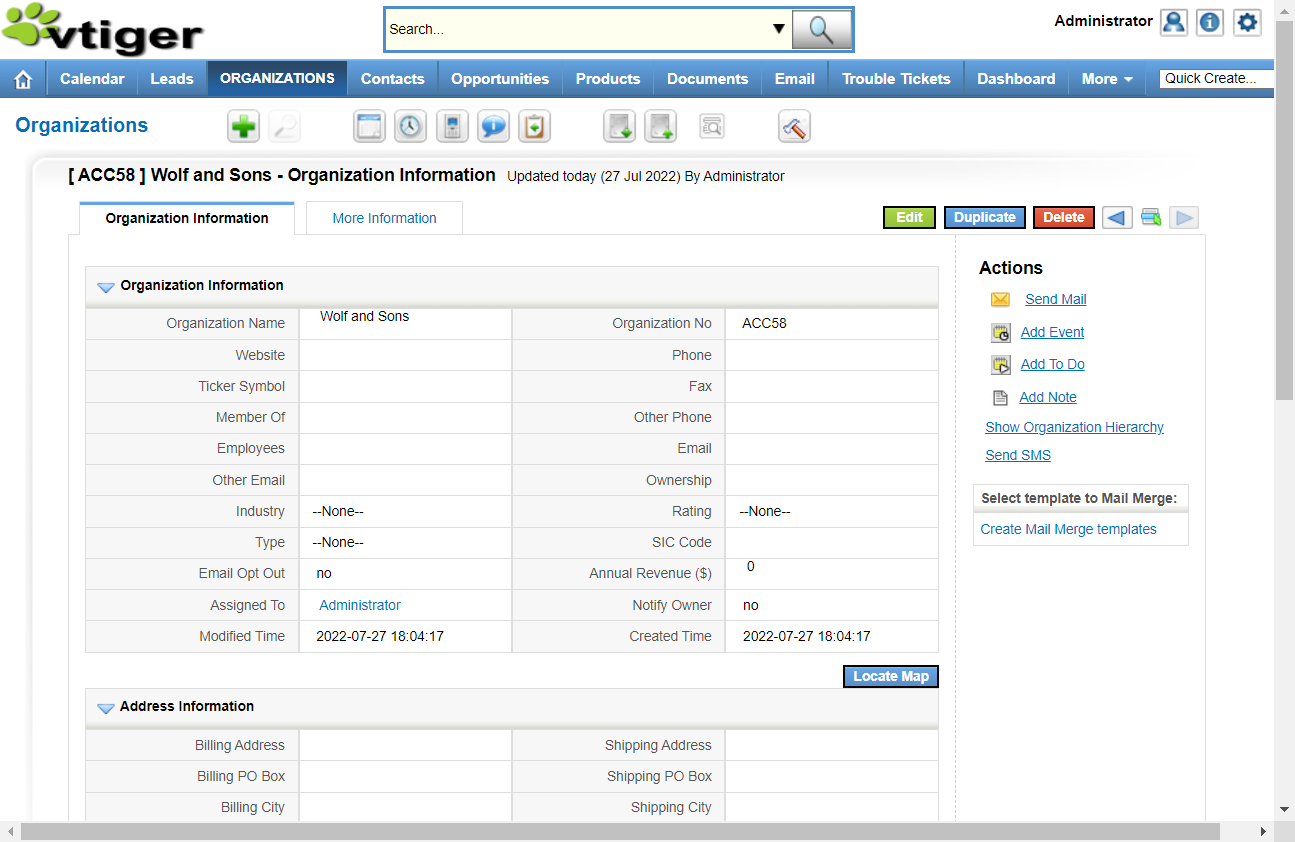 vtiger
Search...
Administrator
Calendar Leads ORGANIZATIONS Contacts Opportunities Products Documents Email Trouble Tickets Dashboard More Quick Create...
Organizations
[ ACC58 ] Wolf and Sons - Organization Information Updated today (27 Jul 2022) By Administrator
Organization Information More Information Edit Duplicate Delete
Organization Information
Organization Name Wolf and Sons Organization No ACC58
Website Phone
Ticker Symbol Fax
Member Of Other Phone
Employees Email
Other Email Ownership
Industry --None-- Rating --None--
Type --None-- SIC Code
Email Opt Out no Annual Revenue ($) 0
Assigned To Administrator Notify Owner no
Modified Time 2022-07-27 18:04:17 Created Time 2022-07-27 18:04:17
Locate Map
Address Information
Billing Address Shipping Address
Billing PO Box Shipping PO Box
Billing City Shipping City
Actions
Send Mail
Add Event
Add To Do
Add Note
Show Organization Hierarchy
Send SMS
Select template to Mail Merge:
Create Mail Merge templates